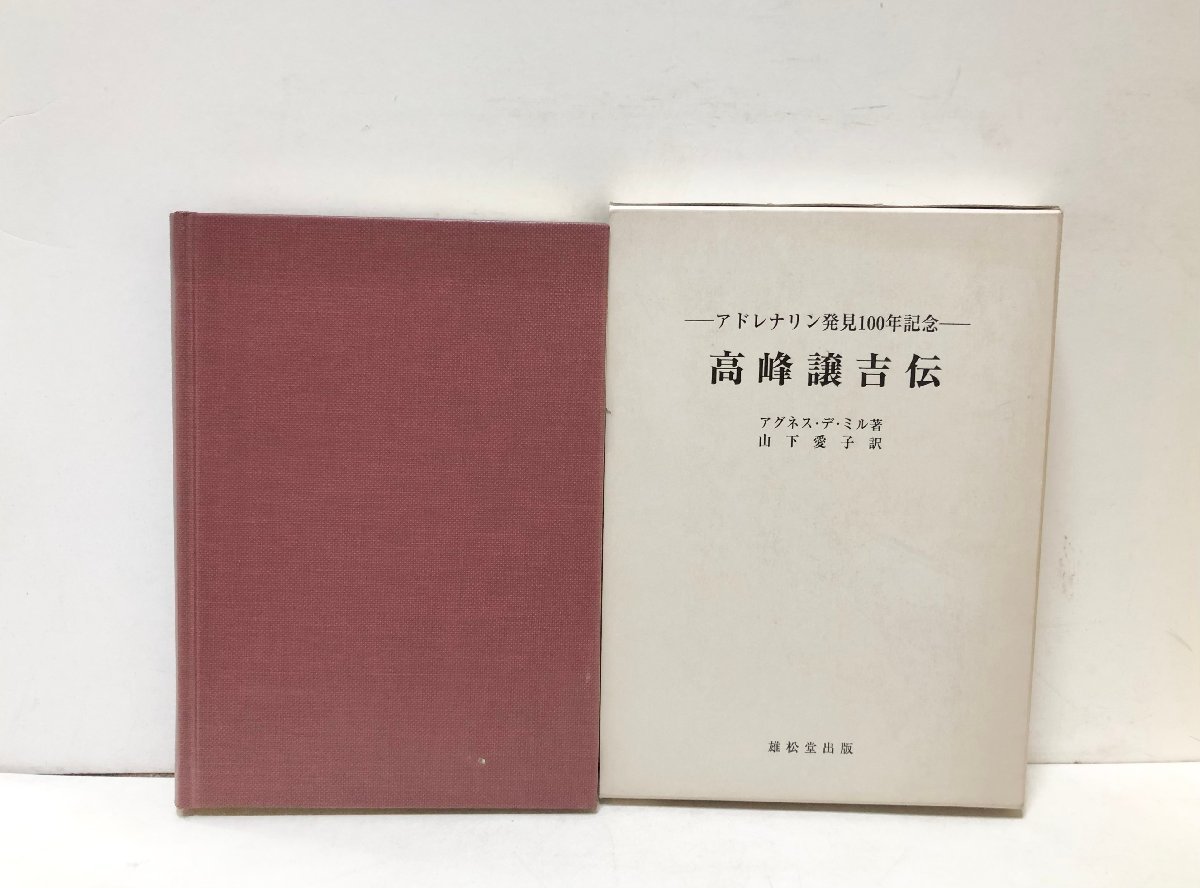 ―アドレナリン発見100年記念―
高峰譲吉伝
アグネス・デ・ミル著
山下愛子訳
雄松堂出版